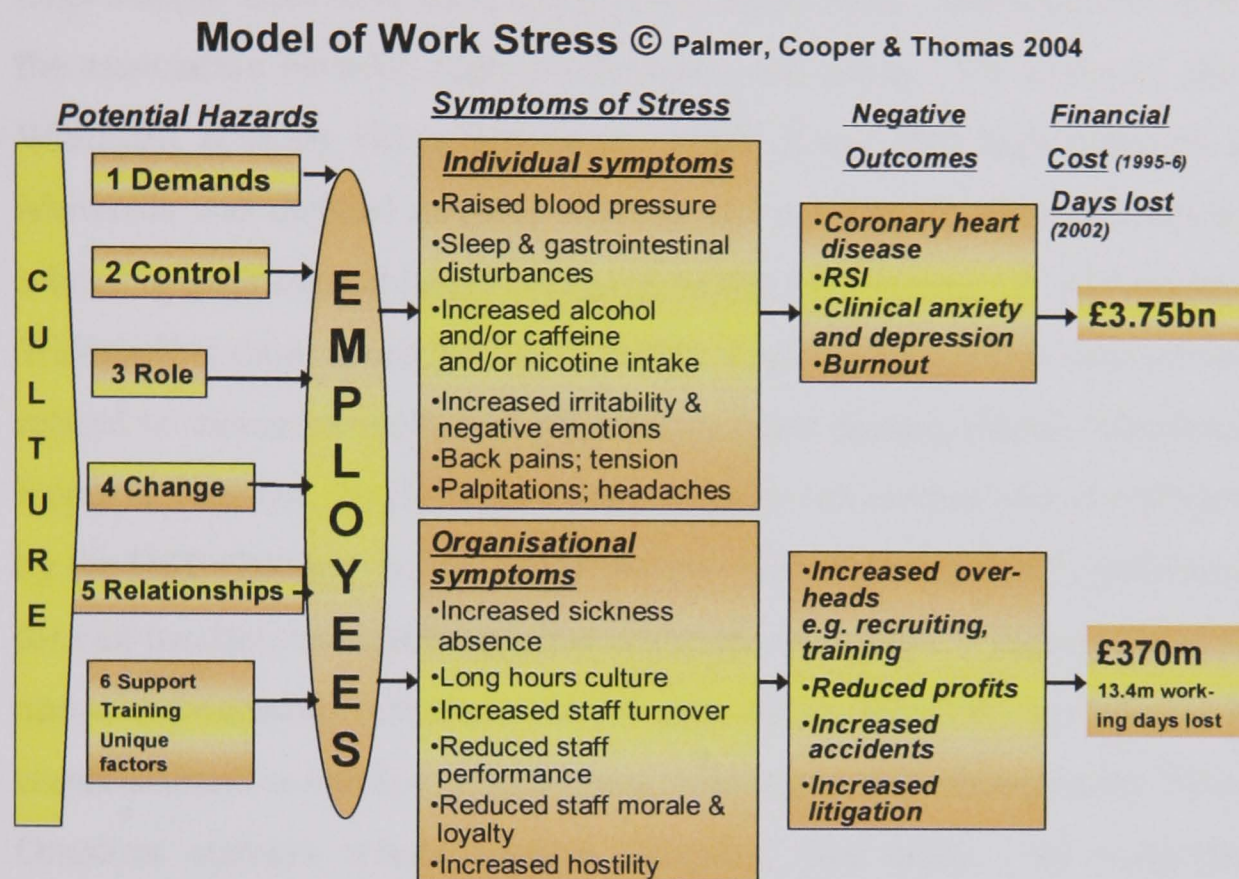 Model of Work Stress © Palmer, Cooper & Thomas 2004
Potential Hazards
CULTURE
1 Demands
2 Control
3 Role
4 Change
5 Relationships
6 Support
Training
Unique
factors
EMPLOYEES
Symptoms of Stress
Individual symptoms
•Raised blood pressure
•Sleep & gastrointestinal
disturbances
•Increased alcohol
and/or caffeine
and/or nicotine intake
•Increased irritability &
negative emotions
•Back pains; tension
•Palpitations; headaches
Organisational
symptoms
•Increased sickness
absence
•Long hours culture
•Increased staff turnover
•Reduced staff
performance
•Reduced staff morale &
loyalty
•Increased hostility
Negative
Outcomes
•Coronary heart
disease
•RSI
•Clinical anxiety
and depression
•Burnout
•Increased over-
heads
e.g. recruiting,
training
•Reduced profits
•Increased
accidents
•Increased
litigation
Financial
Cost (1995-6)
Days lost
(2002)
£3.75bn
£370m
13.4m work-
ing days lost